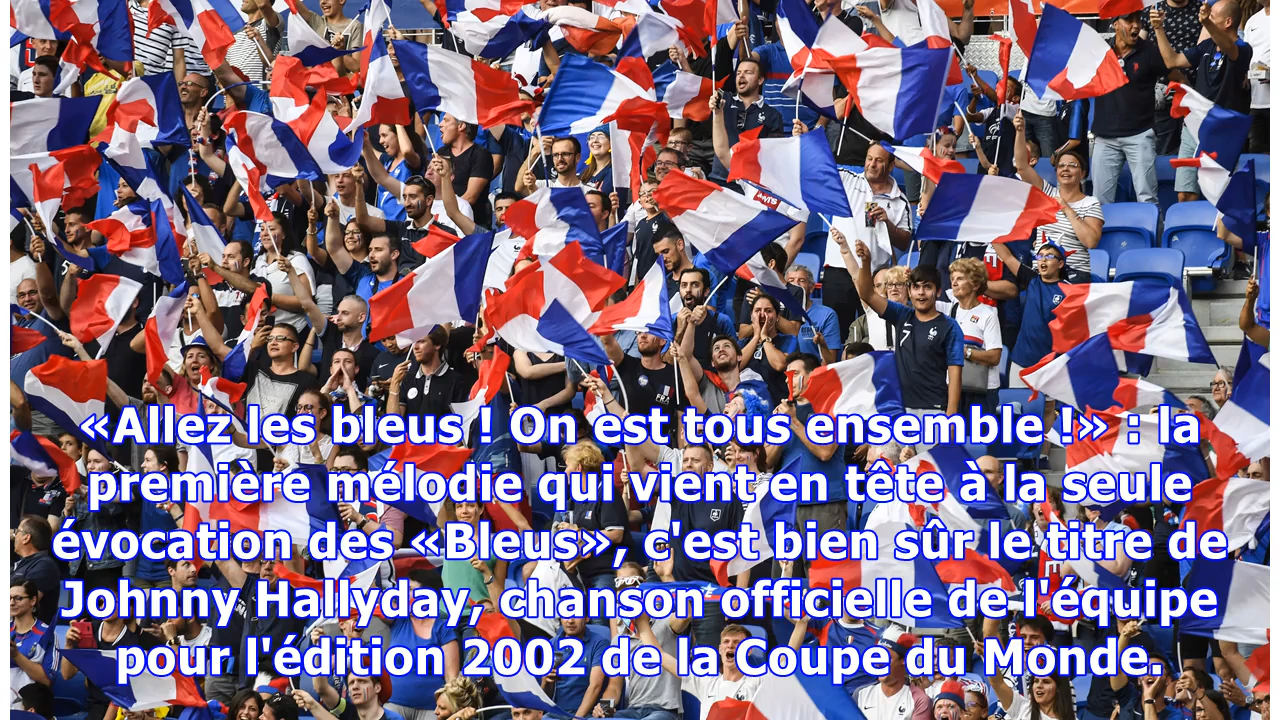 «Allez les bleus ! On est tous ensemble !» : la
première mélodie qui vient en tête à la seule
évocation des «Bleus», c'est bien sûr le titre de
Johnny Hallyday, chanson officielle de l'équipe
pour l'édition 2002 de la Coupe du Monde.
7